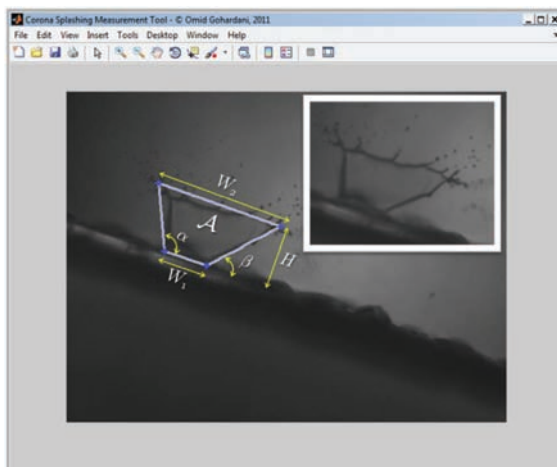 Corona Splashing Measurement Tool - © Omid Gohardani, 2011
File Edit View Insert Tools Desktop Window Help
W₂
A
α
β
H
W₁